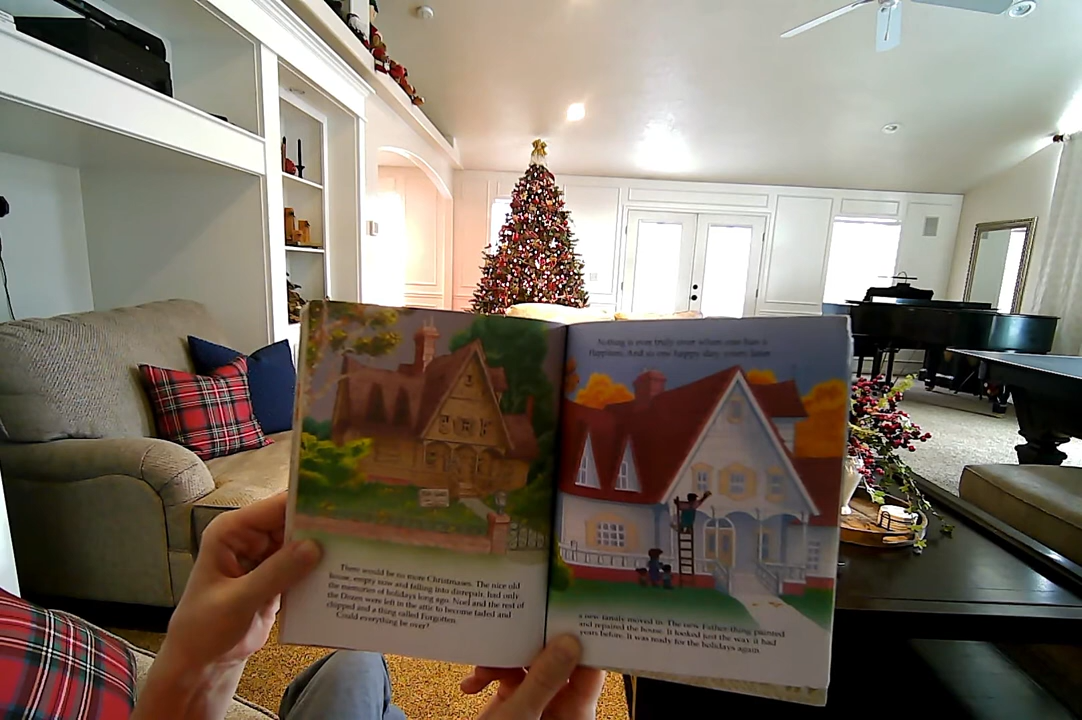 There would be no more Christmases. The nice old
house, empty now and falling into disrepair, had only
the memories of holidays long ago. Noel and the rest of
the Dozen were left in the attic to become faded and
chipped and a thing called Forgotten.
Could everything be over?
Nothing is ever truly over where there is
Happiness. And so one happy day, years later
a new family moved in. The new Father-thing painted
and repaired the house. It looked just the way it had
years before. It was ready for the holidays again.